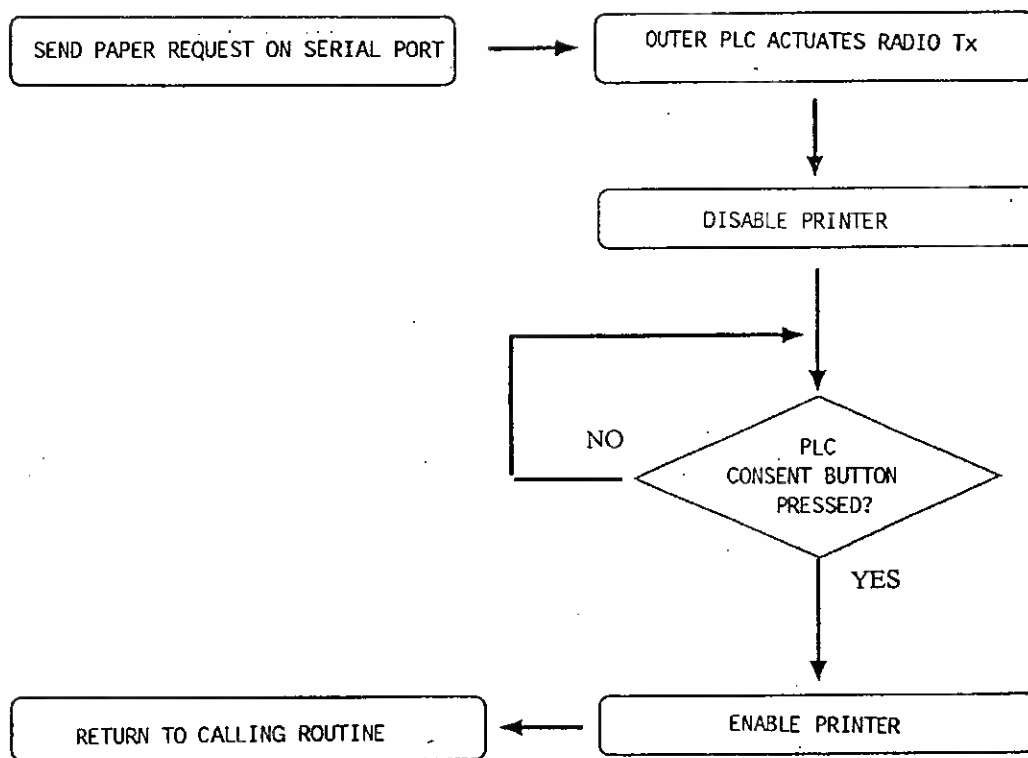 SEND PAPER REQUEST ON SERIAL PORT
OUTER PLC ACTUATES RADIO Tx
DISABLE PRINTER
NO
PLC
CONSENT BUTTON
PRESSED?
YES
ENABLE PRINTER
RETURN TO CALLING ROUTINE